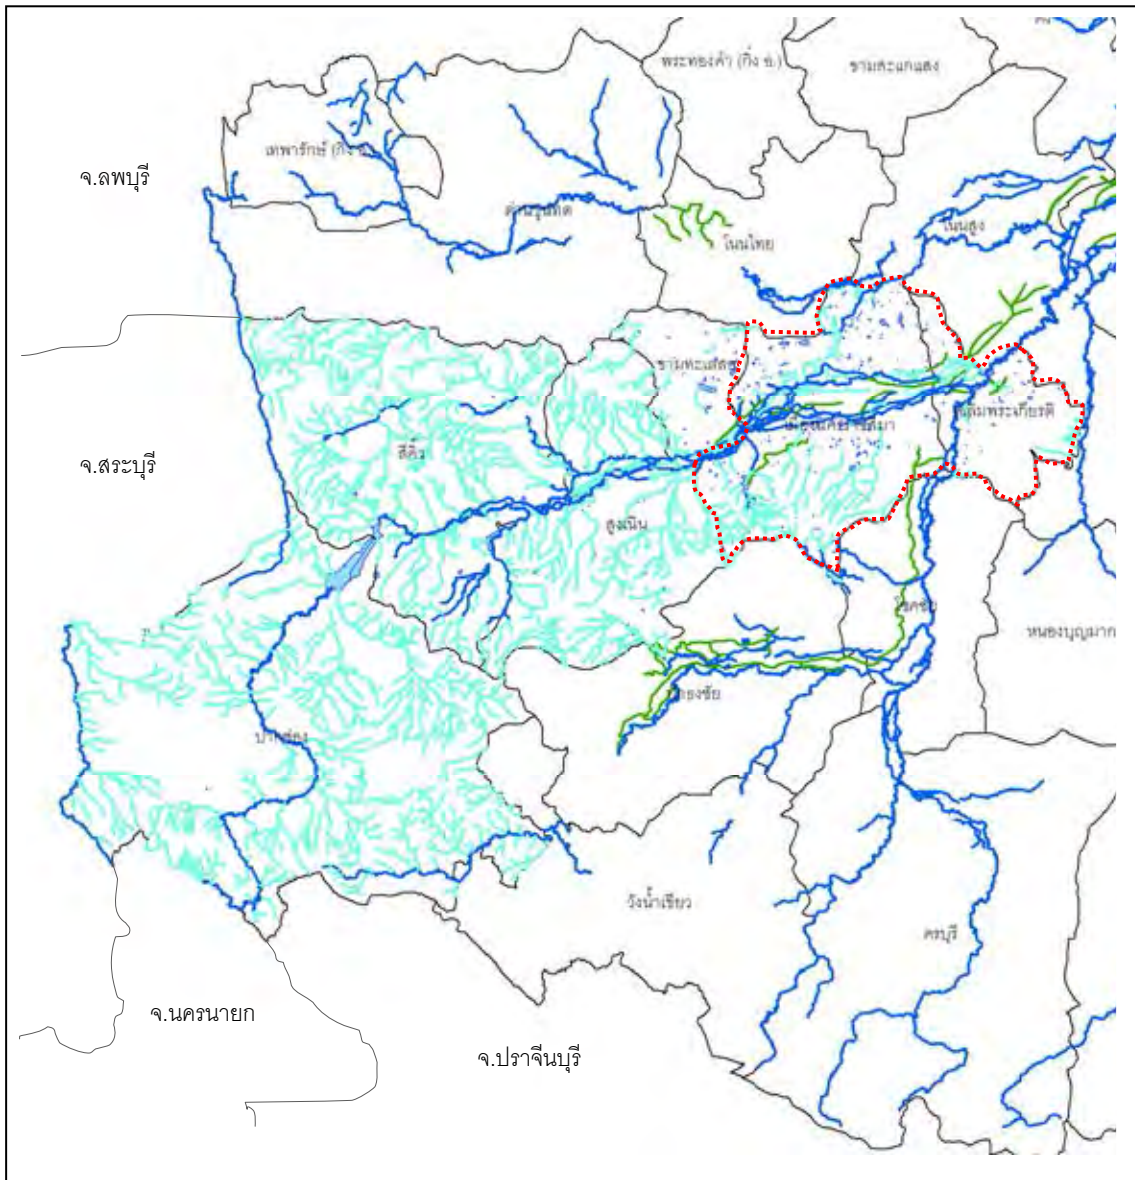 พระทองคำ (กิ่ง อ.)
ขามสะแกแสง
เทพารักษ์ (กิ่ง อ.)
จ.ลพบุรี
ด่านขุนทด
โนนสูง
โนนไทย
ขามทะเลสอ
เฉลิมพระเกียรติ
เมืองนครราชสีมา
สีคิ้ว
จ.สระบุรี
สูงเนิน
โชคชัย
หนองบุญมาก
ปักธงชัย
ปากช่อง
วังน้ำเขียว
ครบุรี
จ.นครนายก
จ.ปราจีนบุรี